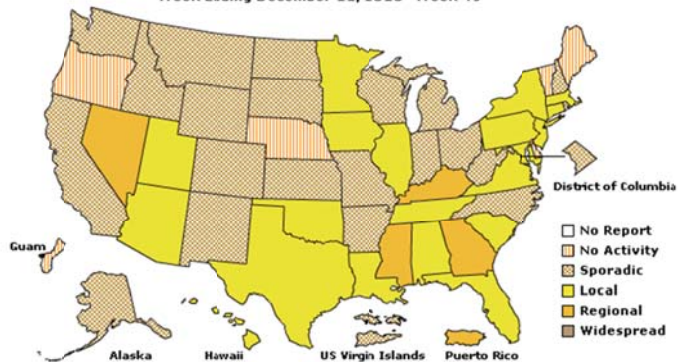 Guam
District of Columbia
No Report
No Activity
Sporadic
Local
Regional
Widespread
Alaska
Hawaii
US Virgin Islands
Puerto Rico